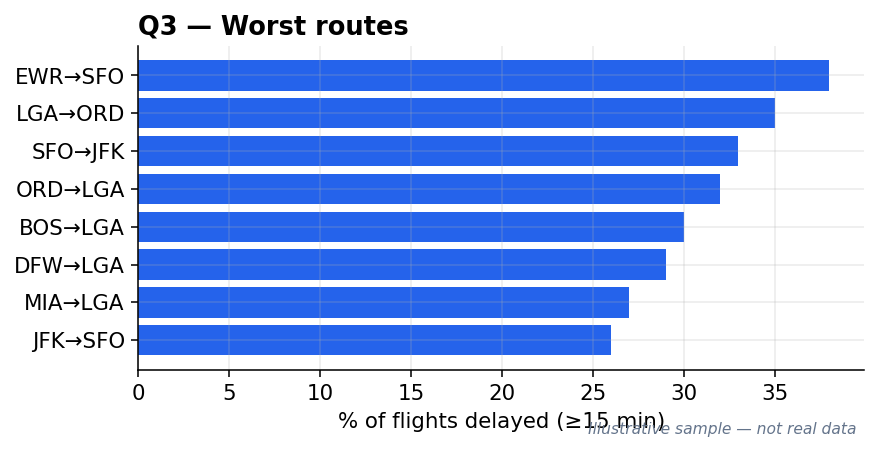 Q3 — Worst routes
EWR→SFO
LGA→ORD
SFO→JFK
ORD→LGA
BOS→LGA
DFW→LGA
MIA→LGA
JFK→SFO
0 5 10 15 20 25 30 35
% of flights delayed (≥15 min)
Illustrative sample — not real data